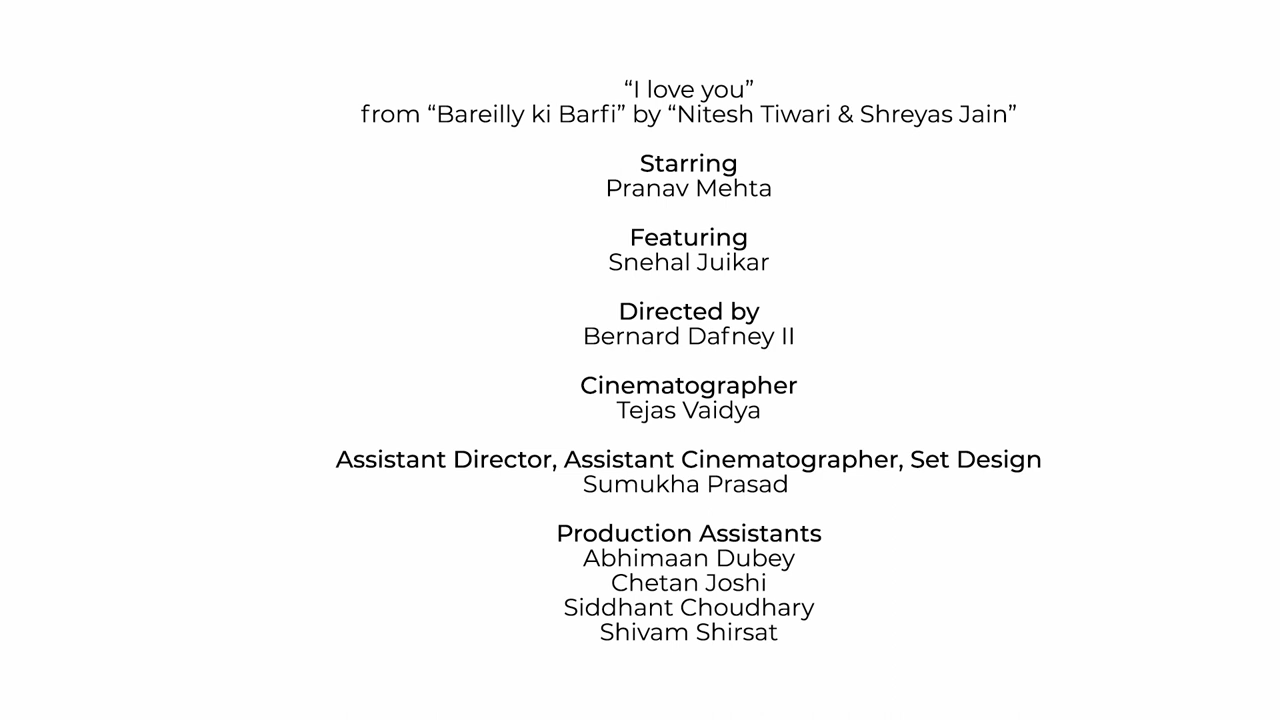 “I love you”
from “Bareilly ki Barfi” by “Nitesh Tiwari & Shreyas Jain”
Starring
Pranav Mehta
Featuring
Snehal Juikar
Directed by
Bernard Dafney II
Cinematographer
Tejas Vaidya
Assistant Director, Assistant Cinematographer, Set Design
Sumukha Prasad
Production Assistants
Abhimaan Dubey
Chetan Joshi
Siddhant Choudhary
Shivam Shirsat